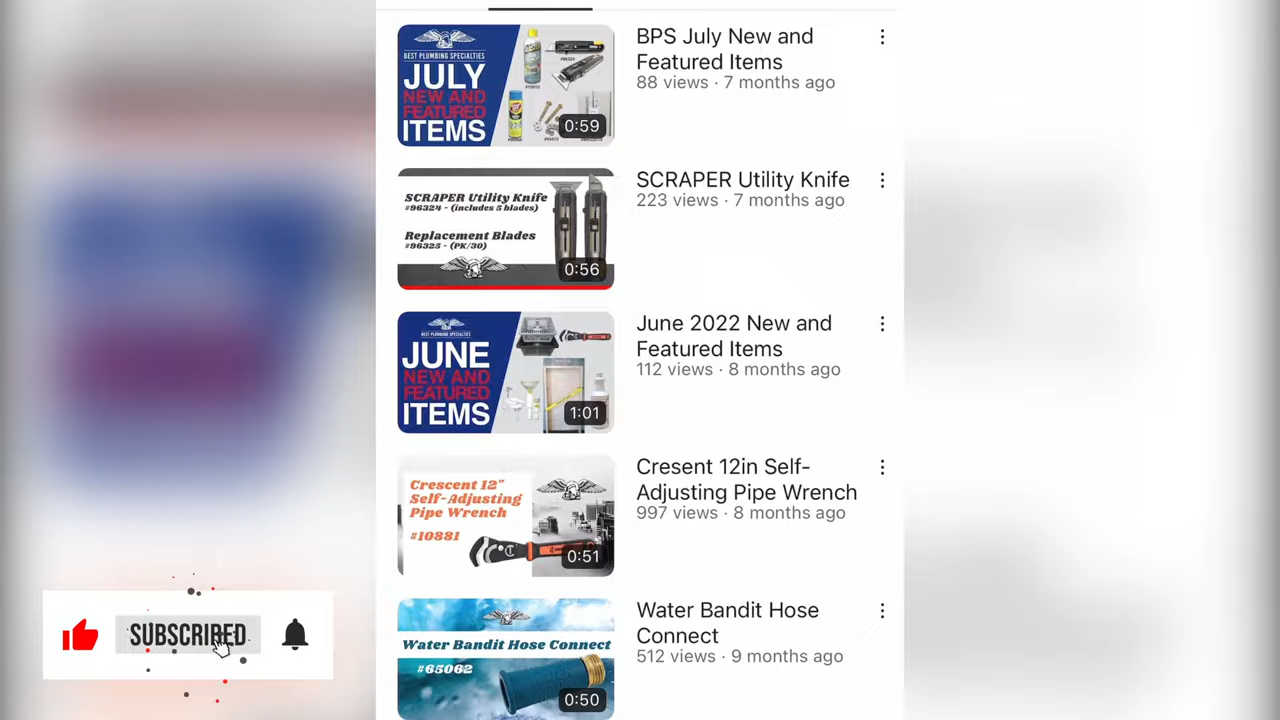 BEST PLUMBING SPECIALTIES
JULY
NEW AND
FEATURED
ITEMS
#96324
0:59
BPS July New and
Featured Items
88 views · 7 months ago
SCRAPER Utility Knife
#96324 - (includes 5 blades)
Replacement Blades
#96325 - (PK/30)
0:56
SCRAPER Utility Knife
223 views · 7 months ago
BEST PLUMBING SPECIALTIES
JUNE
NEW AND
FEATURED
ITEMS
1:01
June 2022 New and
Featured Items
112 views · 8 months ago
Crescent 12"
Self-Adjusting
Pipe Wrench
#10881
0:51
Cresent 12in Self-
Adjusting Pipe Wrench
997 views · 8 months ago
Water Bandit Hose Connect
#65062
0:50
Water Bandit Hose
Connect
512 views · 9 months ago
SUBSCRIBED